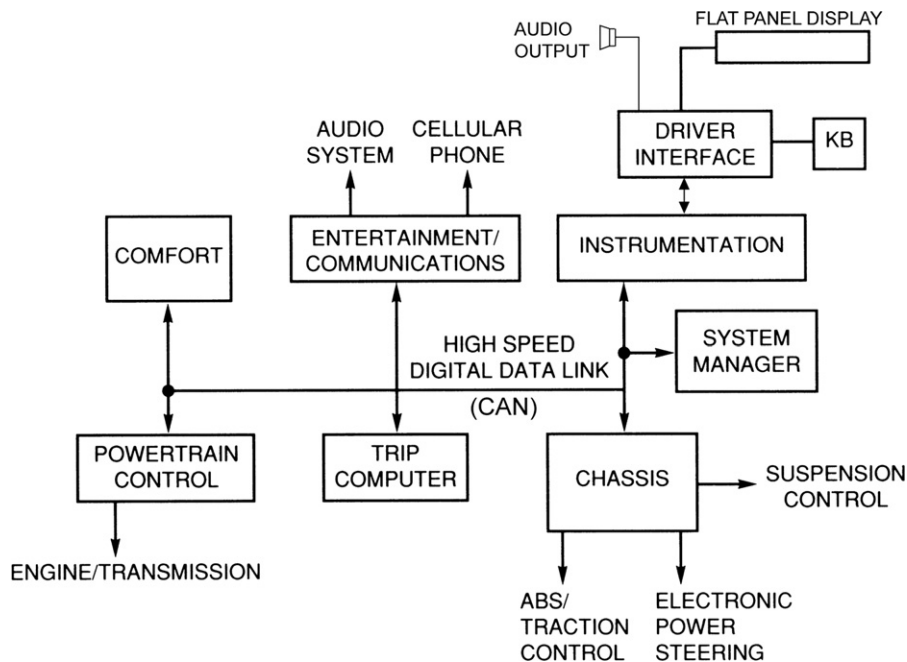 FLAT PANEL DISPLAY
AUDIO
OUTPUT
DRIVER
INTERFACE
KB
AUDIO
SYSTEM
CELLULAR
PHONE
COMFORT
ENTERTAINMENT/
COMMUNICATIONS
INSTRUMENTATION
HIGH SPEED
DIGITAL DATA LINK
(CAN)
SYSTEM
MANAGER
POWERTRAIN
CONTROL
TRIP
COMPUTER
CHASSIS
SUSPENSION
CONTROL
ENGINE/TRANSMISSION
ABS/
TRACTION
CONTROL
ELECTRONIC
POWER
STEERING